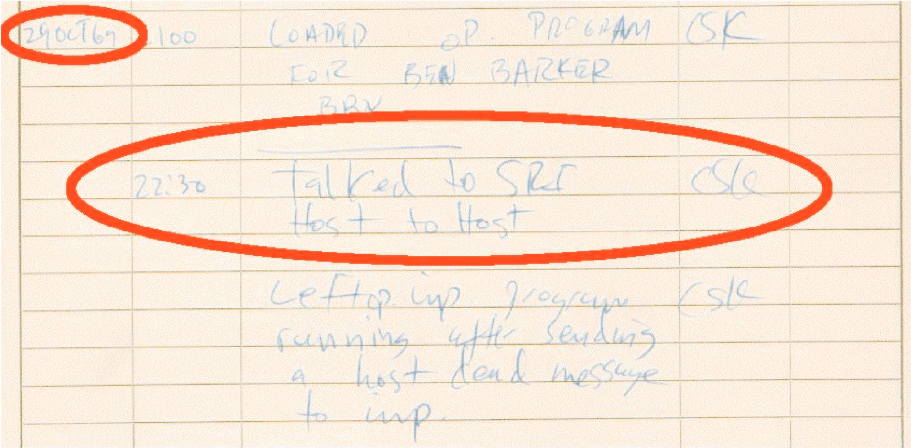 29OCT69 2100 LOADED OP. PROGRAM CSK
FOR BEN BARKER
BBN
22:30 Talked to SRI CSK
Host to Host
Left op. imp. program CSK
running after sending
a host dead message
to imp.